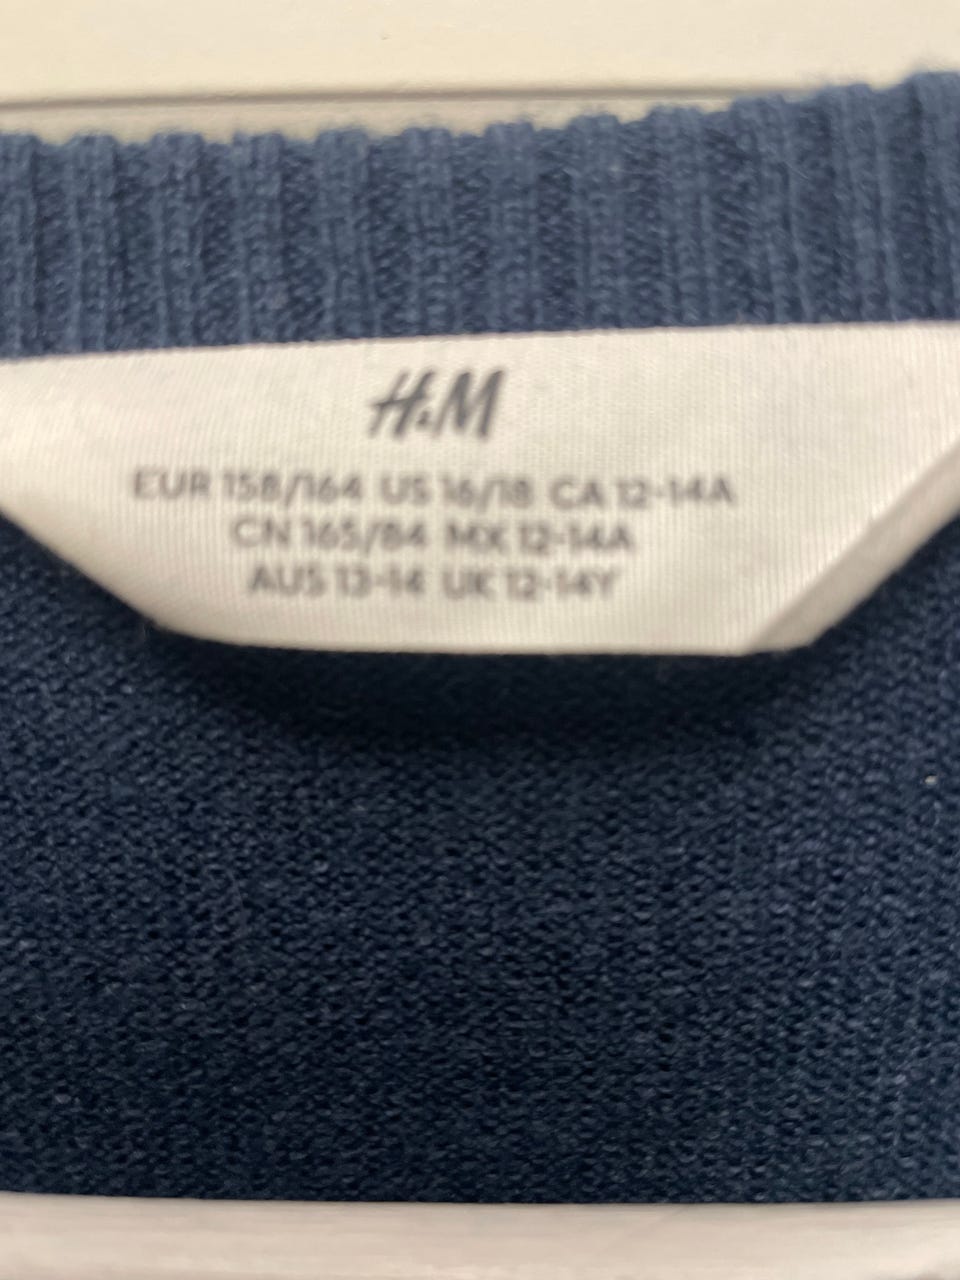 H&M
EUR 158/164 US 16/18 CA 12-14A
CN 165/84 MX 12-14A
AUS 13-14 UK 12-14Y